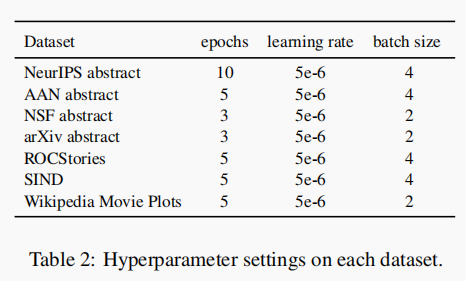 Dataset epochs learning rate batch size
NeurIPS abstract 10 5e-6 4
AAN abstract 5 5e-6 4
NSF abstract 3 5e-6 2
arXiv abstract 3 5e-6 2
ROCStories 5 5e-6 4
SIND 5 5e-6 4
Wikipedia Movie Plots 5 5e-6 2
Table 2: Hyperparameter settings on each dataset.